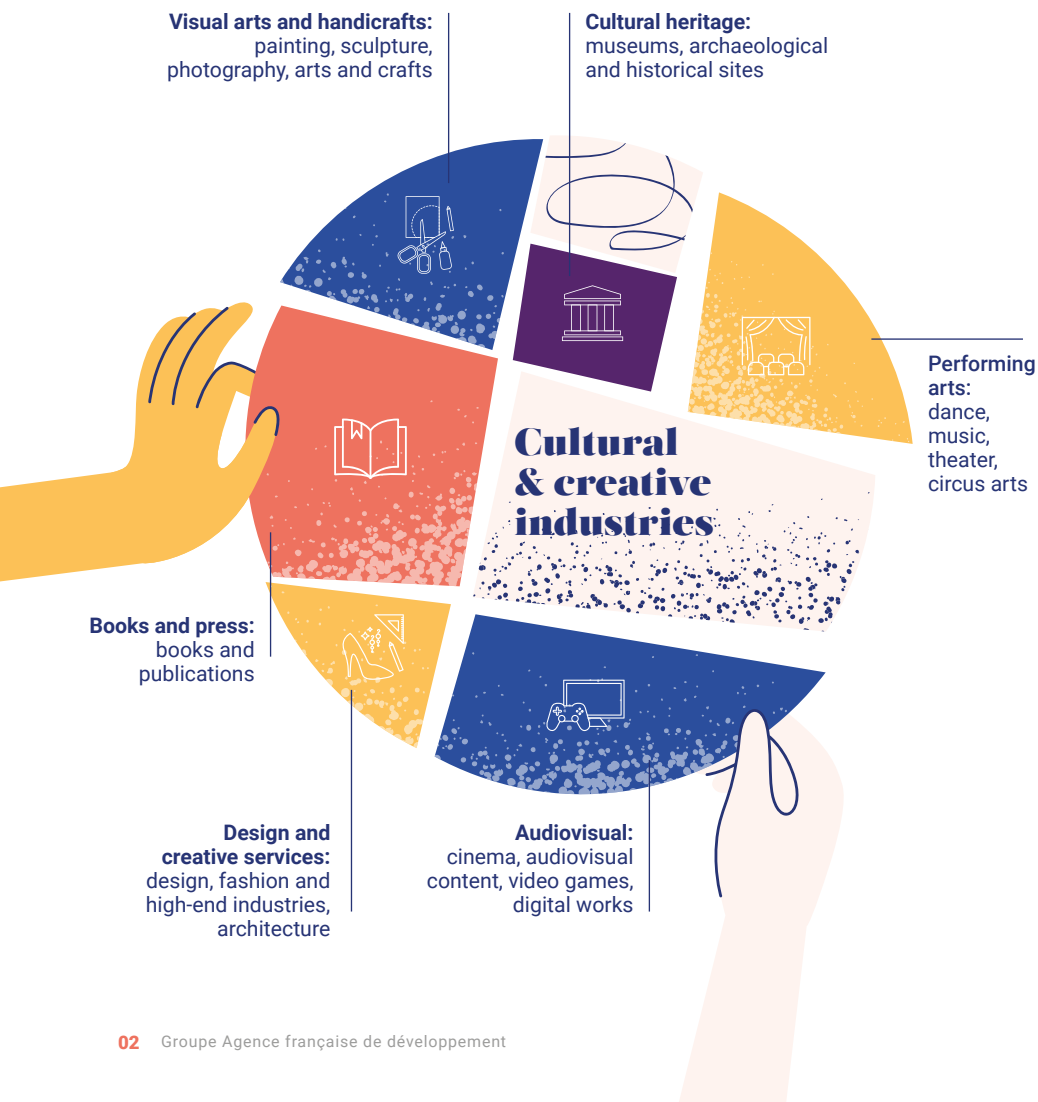 Visual arts and handicrafts:
painting, sculpture,
photography, arts and crafts
Cultural heritage:
museums, archaeological
and historical sites
Performing
arts:
dance,
music,
theater,
circus arts
Cultural
& creative
industries
Books and press:
books and
publications
Design and
creative services:
design, fashion and
high-end industries,
architecture
Audiovisual:
cinema, audiovisual
content, video games,
digital works
02 Groupe Agence française de développement